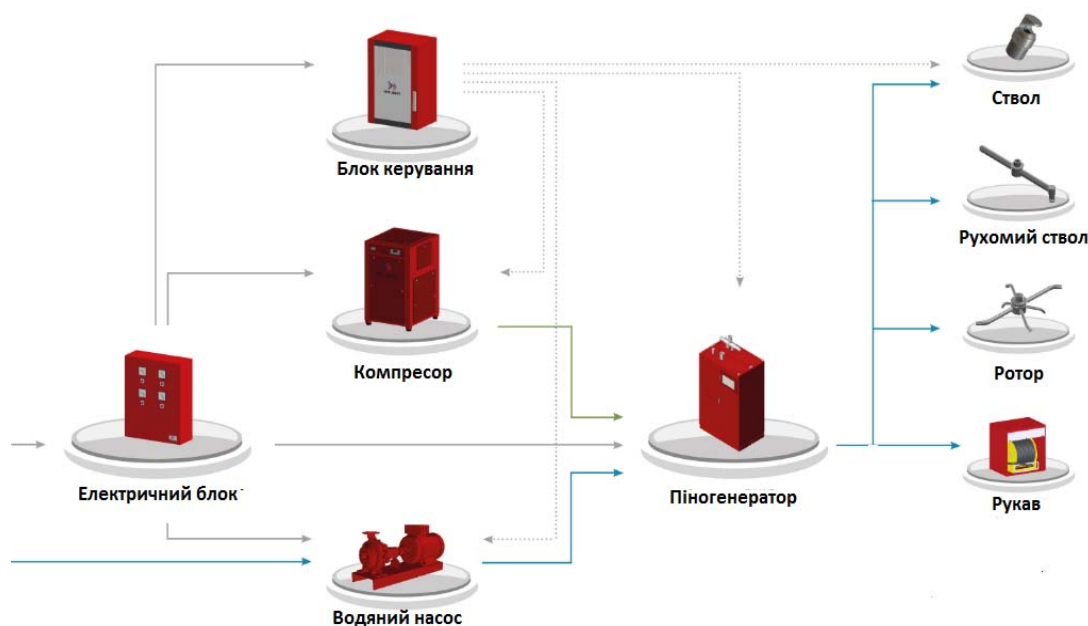 Ствол
Блок керування
Рухомий ствол
Компресор
Ротор
Електричний блок
Піногенератор
Рукав
Водяний насос